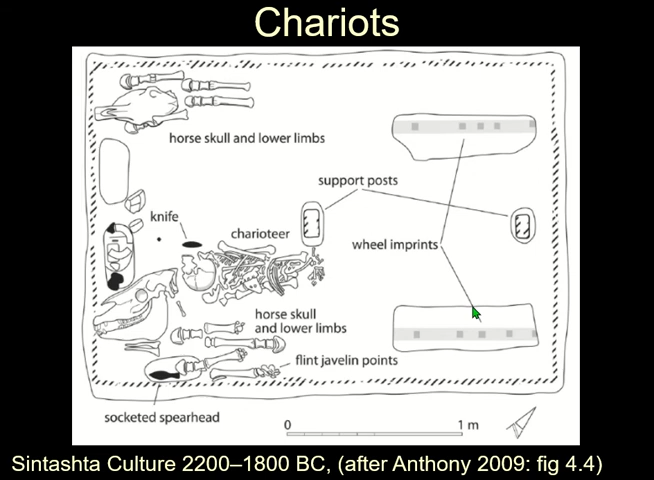 Chariots
horse skull and lower limbs
support posts
knife
charioteer
wheel imprints
horse skull
and lower limbs
flint javelin points
socketed spearhead
0
1 m
Sintashta Culture 2200–1800 BC, (after Anthony 2009: fig 4.4)